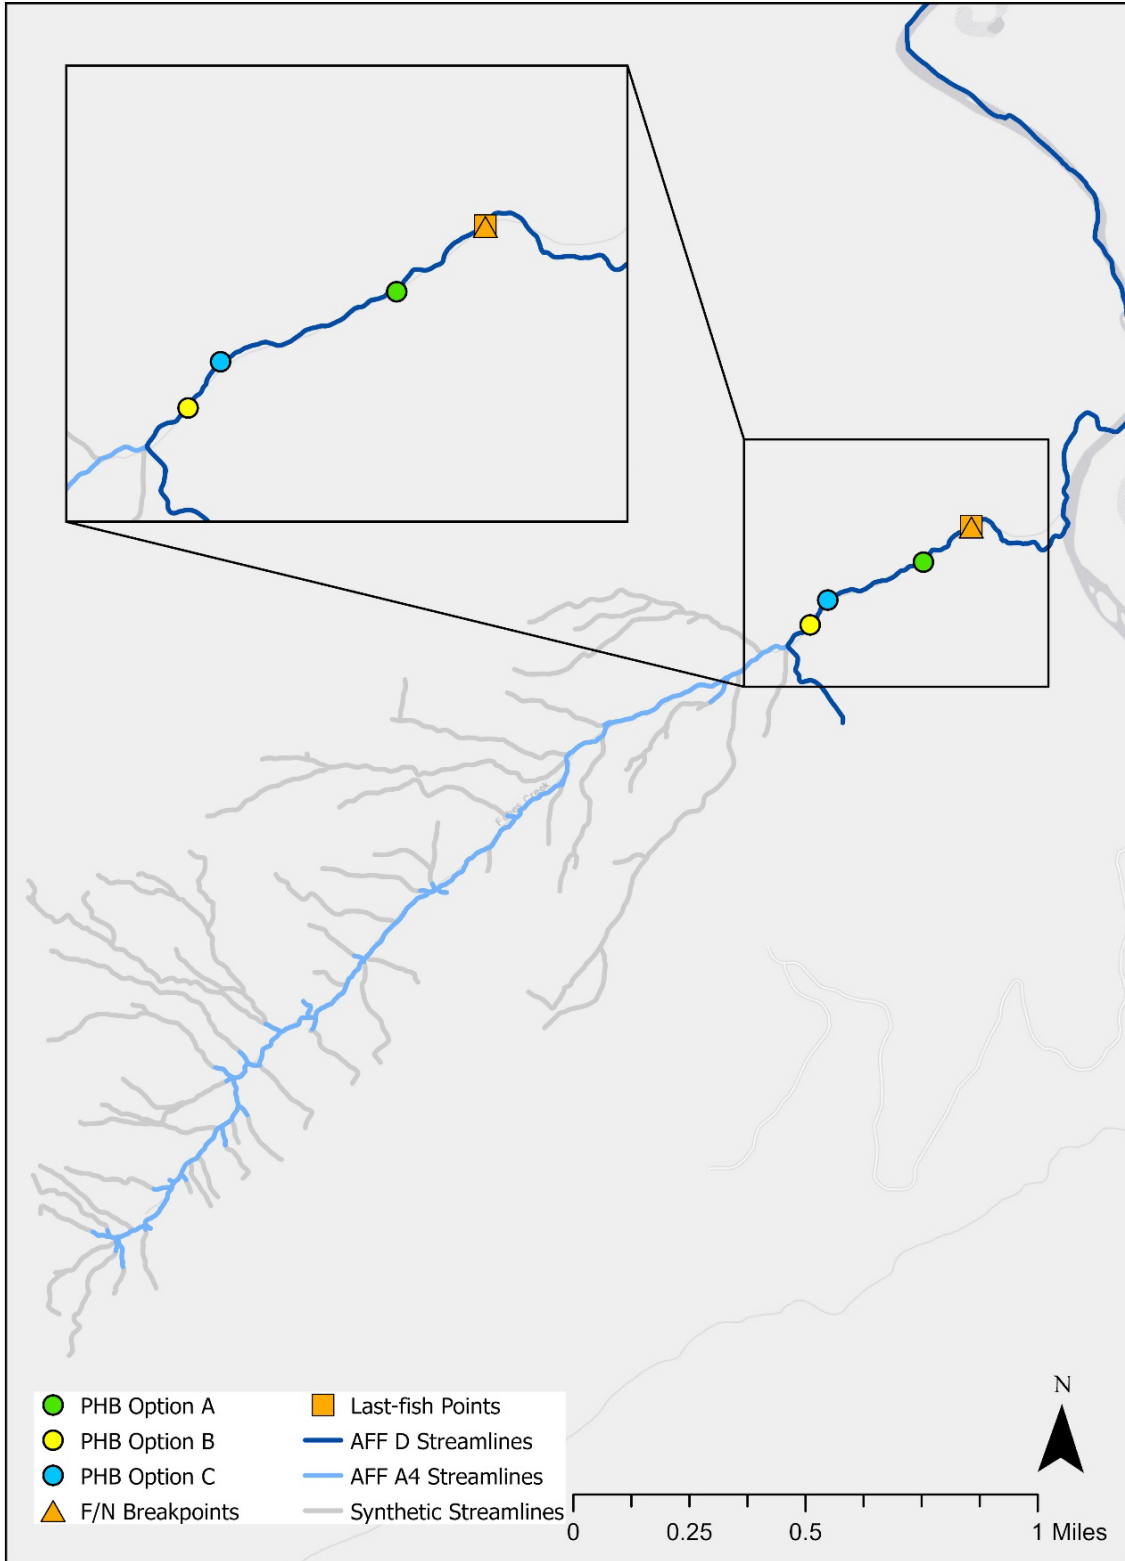 Creek
PHB Option A
PHB Option B
PHB Option C
F/N Breakpoints
Last-fish Points
AFF D Streamlines
AFF A4 Streamlines
Synthetic Streamlines
N
0 0.25 0.5 1 Miles